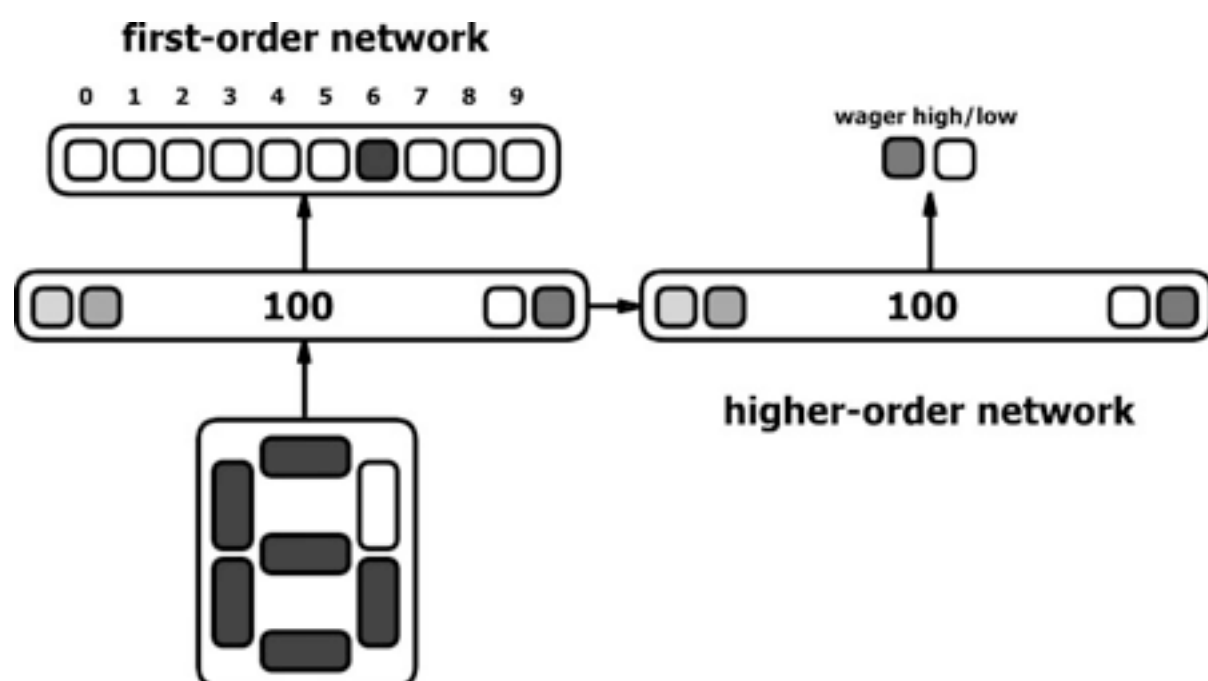 first-order network
0 1 2 3 4 5 6 7 8 9
wager high/low
100
100
higher-order network